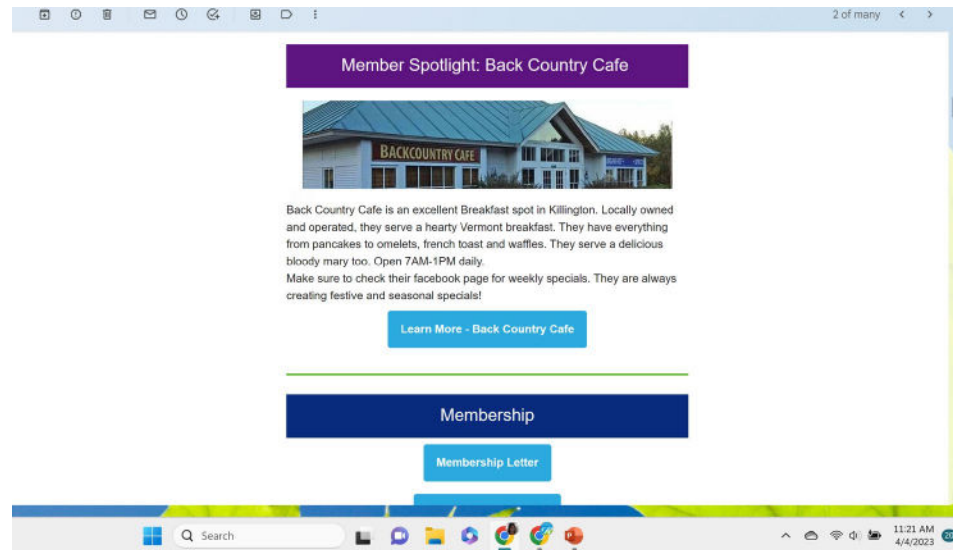 2 of many
Member Spotlight: Back Country Cafe
BACKCOUNTRY CAFE
Back Country Cafe is an excellent Breakfast spot in Killington. Locally owned
and operated, they serve a hearty Vermont breakfast. They have everything
from pancakes to omelets, french toast and waffles. They serve a delicious
bloody mary too. Open 7AM-1PM daily.
Make sure to check their facebook page for weekly specials. They are always
creating festive and seasonal specials!
Learn More - Back Country Cafe
Membership
Membership Letter
Search
11:21 AM
4/4/2023